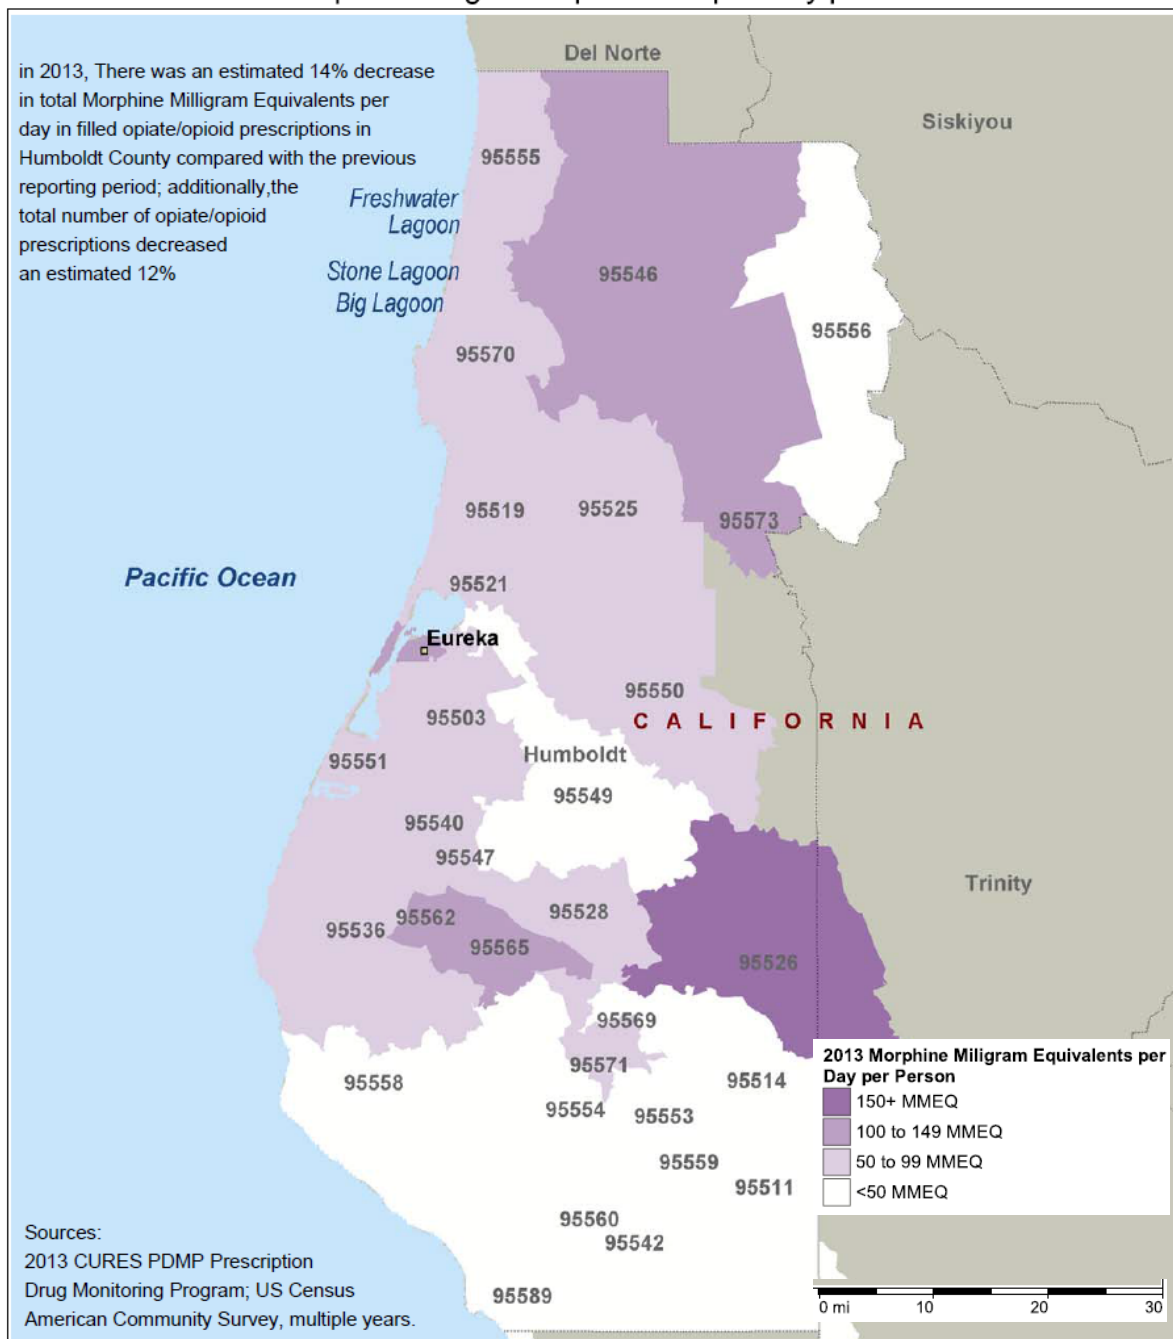 Del Norte
in 2013, There was an estimated 14% decrease
in total Morphine Milligram Equivalents per
day in filled opiate/opioid prescriptions in
Humboldt County compared with the previous
reporting period; additionally,the
total number of opiate/opioid
prescriptions decreased
an estimated 12%
Siskiyou
95555
Freshwater
Lagoon
Stone Lagoon
Big Lagoon
95546
95556
95570
95519
95525
95573
Pacific Ocean
95521
Eureka
95550
95503
CALIFORNIA
Humboldt
95551
95549
95540
95547
Trinity
95528
95562
95536
95565
95526
95569
95571
95558
95514
95554
95553
95559
95511
95560
95542
95589
2013 Morphine Miligram Equivalents per
Day per Person
150+ MMEQ
100 to 149 MMEQ
50 to 99 MMEQ
<50 MMEQ
Sources:
2013 CURES PDMP Prescription
Drug Monitoring Program; US Census
American Community Survey, multiple years.
0 mi 10 20 30